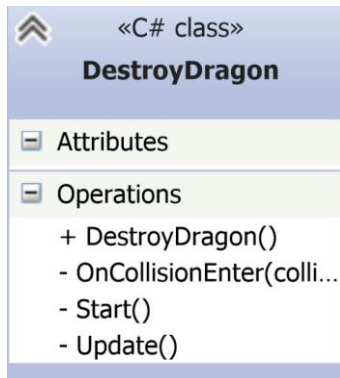 «C# class»
DestroyDragon
Attributes
Operations
+ DestroyDragon()
- OnCollisionEnter(colli...
- Start()
- Update()